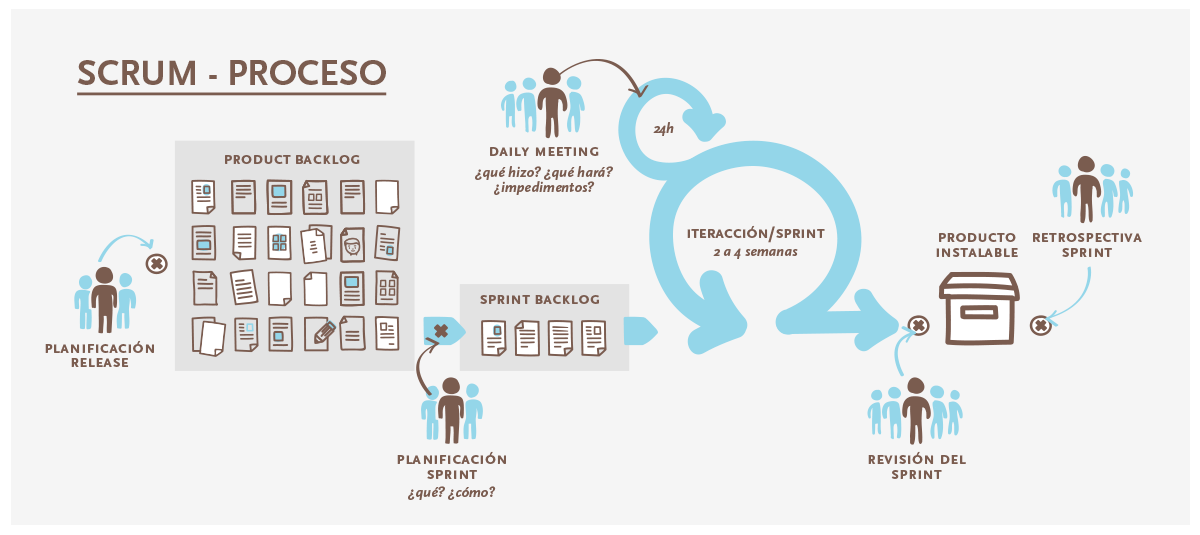 SCRUM - PROCESO
PRODUCT BACKLOG
PLANIFICACIÓN
RELEASE
SPRINT BACKLOG
PLANIFICACIÓN
SPRINT
¿qué? ¿cómo?
DAILY MEETING
¿qué hizo? ¿qué hará?
¿impedimentos?
24h
ITERACCIÓN/SPRINT
2 a 4 semanas
PRODUCTO
INSTALABLE
RETROSPECTIVA
SPRINT
REVISIÓN DEL
SPRINT